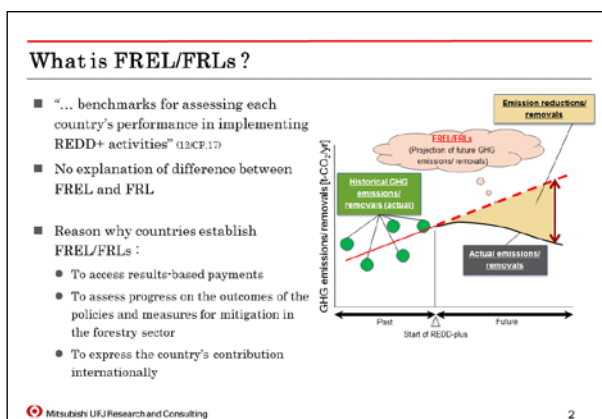 What is FREL/FRLs ?
■ “… benchmarks for assessing each
country’s performance in implementing
REDD+ activities” (12/CP.17)
■ No explanation of difference between
FREL and FRL
■ Reason why countries establish
FREL/FRLs :
● To access results-based payments
● To assess progress on the outcomes of the
policies and measures for mitigation in
the forestry sector
● To express the country’s contribution
internationally
Emission reductions/
removals
FREL/FRLs
(Projection of future GHG
emissions/ removals)
Historical GHG
emissions/
removals (actual)
GHG emissions/removals [t-CO₂/yr]
Actual emissions/
removals
Past
Future
Start of REDD-plus
Mitsubishi UFJ Research and Consulting
2